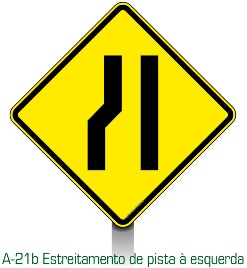 A-21b Estreitamento de pista à esquerda